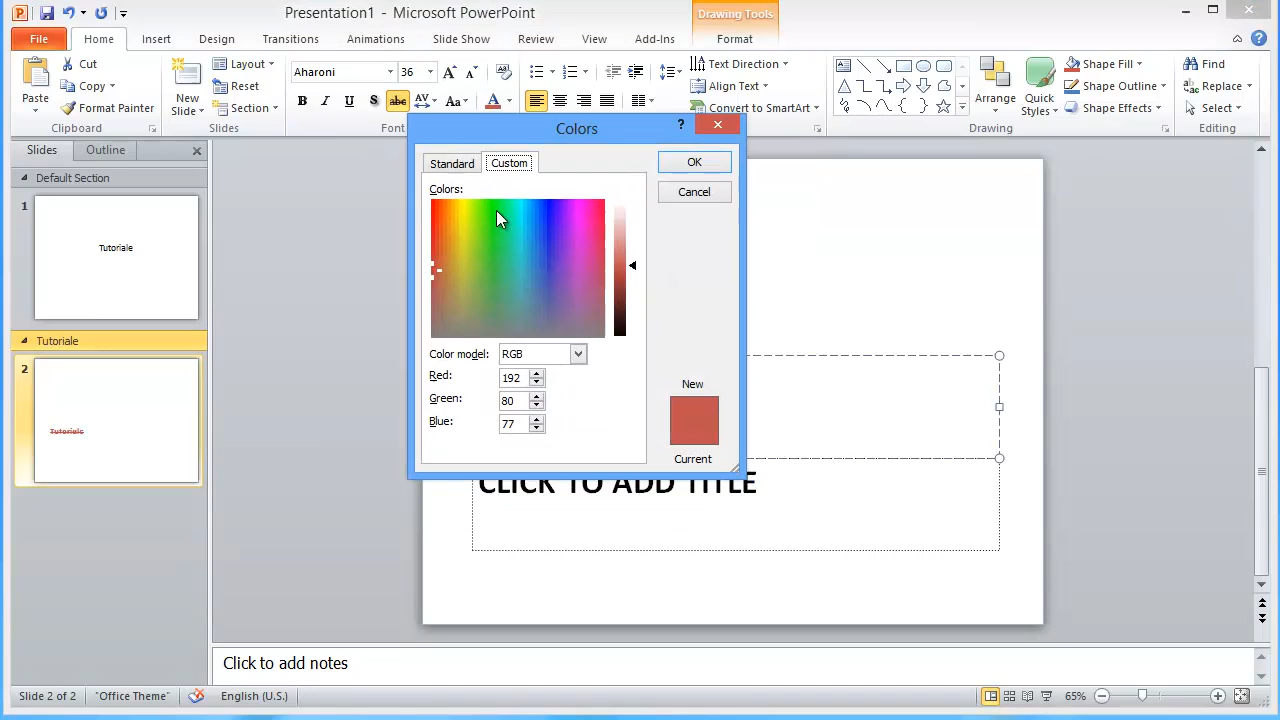 Presentation1 - Microsoft PowerPoint
Drawing Tools
File Home Insert Design Transitions Animations Slide Show Review View Add-Ins Format
Paste
Cut
Copy
Format Painter
Clipboard
New Slide
Layout
Reset
Section
Slides
Aharoni 36
B I U S abc AV Aa A
Font
Text Direction
Align Text
Convert to SmartArt
Arrange
Quick Styles
Shape Fill
Shape Outline
Shape Effects
Drawing
Find
Replace
Select
Editing
Slides Outline
Default Section
1
Tutoriale
Tutoriale
2
Tutoriale
Colors
Standard Custom
OK
Cancel
Colors:
Color model: RGB
Red: 192
Green: 80
Blue: 77
New
Current
CLICK TO ADD TITLE
Click to add notes
Slide 2 of 2 "Office Theme" English (U.S.) 65%